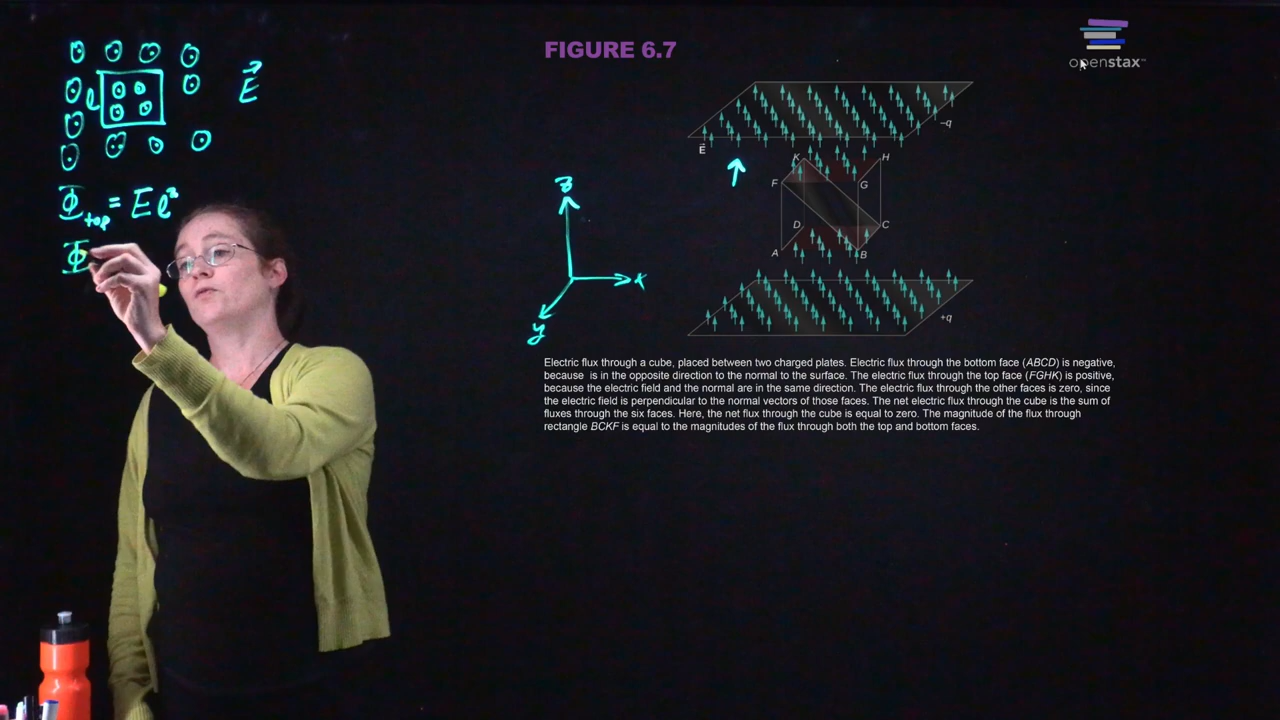 FIGURE 6.7
openstax™
E⃗
ℓ
Φ_top = Eℓ²
Φ
z
x
y
−q
E⃗
K
H
F
G
D
C
A
B
+q
Electric flux through a cube, placed between two charged plates. Electric flux through the bottom face (ABCD) is negative,
because is in the opposite direction to the normal to the surface. The electric flux through the top face (FGHK) is positive,
because the electric field and the normal are in the same direction. The electric flux through the other faces is zero, since
the electric field is perpendicular to the normal vectors of those faces. The net electric flux through the cube is the sum of
fluxes through the six faces. Here, the net flux through the cube is equal to zero. The magnitude of the flux through
rectangle BCKF is equal to the magnitudes of the flux through both the top and bottom faces.